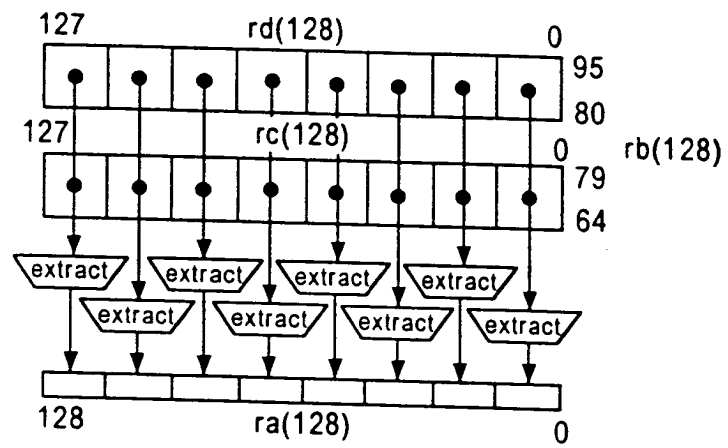 127 rd(128) 0
95
80
127 rc(128) 0 rb(128)
79
64
extract extract extract extract
extract extract extract extract
128 ra(128) 0